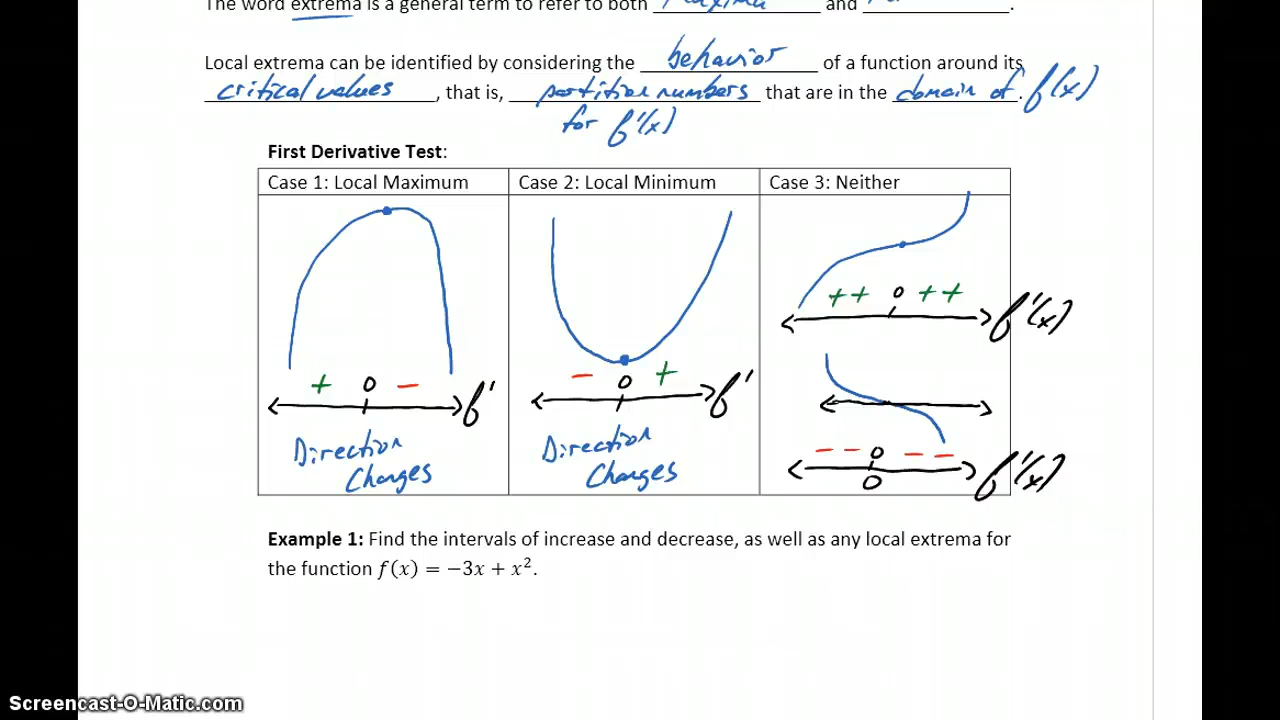 The word extrema is a general term to refer to both maxima and .
Local extrema can be identified by considering the behavior of a function around its
critical values, that is, partition numbers that are in the domain of f(x).
for f'(x)
First Derivative Test:
Case 1: Local Maximum Case 2: Local Minimum Case 3: Neither
+ + 0 + + f'(x)
+ 0 − f' − 0 + f'
Direction Changes Direction Changes
− − 0 − − f'(x)
0
Example 1: Find the intervals of increase and decrease, as well as any local extrema for
the function f(x) = −3x + x².
Screencast-O-Matic.com